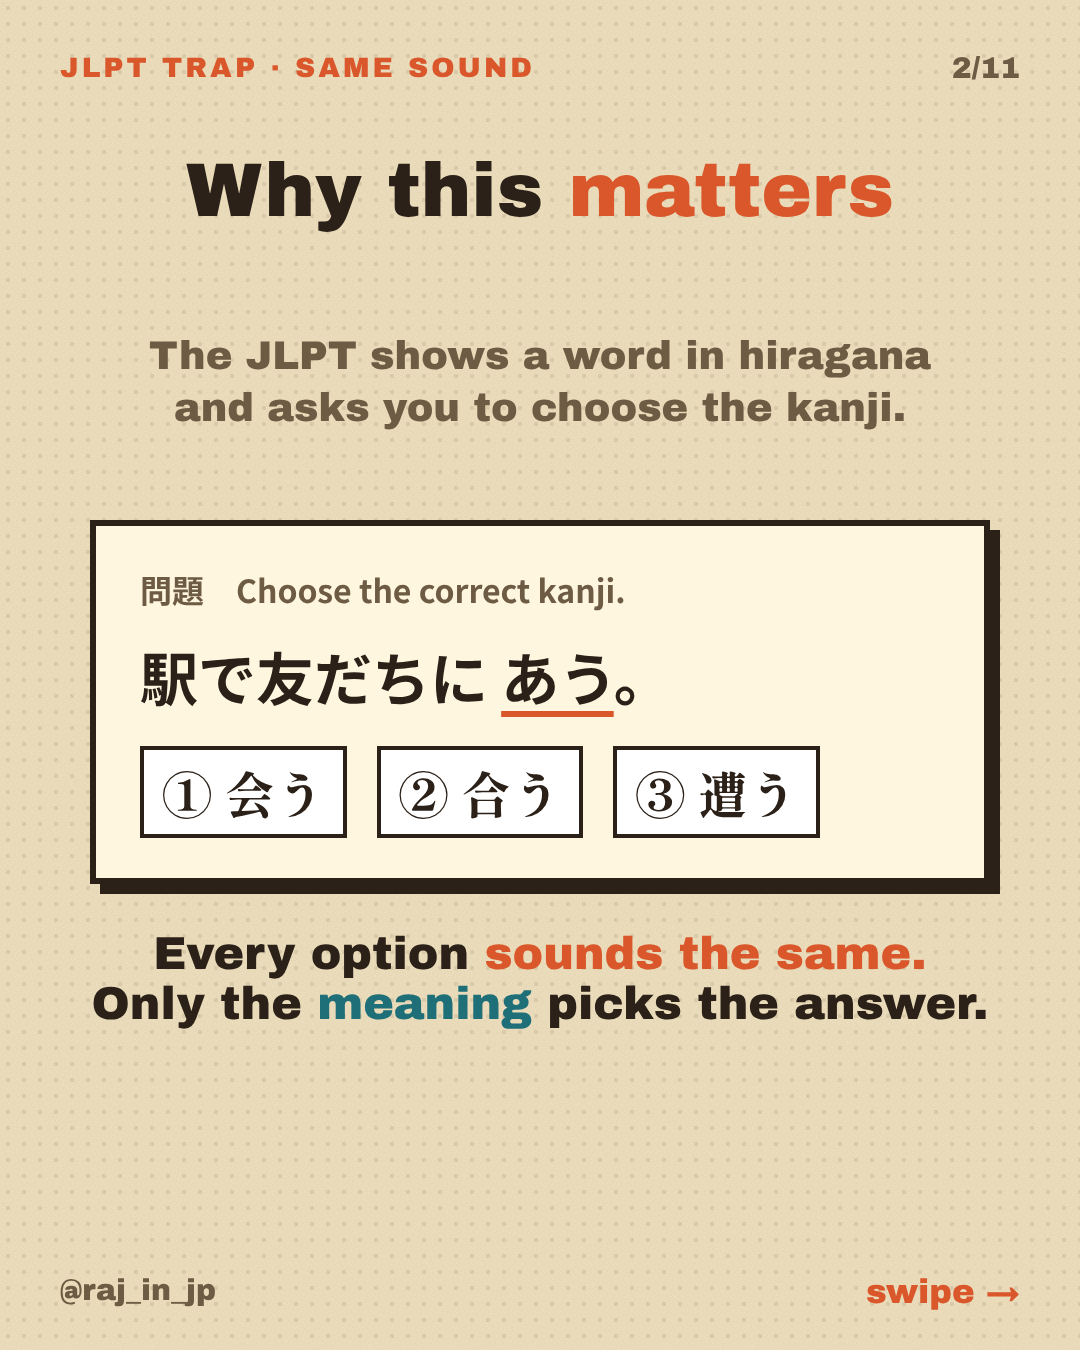 JLPT TRAP · SAME SOUND
2/11
Why this matters
The JLPT shows a word in hiragana
and asks you to choose the kanji.
問題 Choose the correct kanji.
駅で友だちに あう。
① 会う ② 合う ③ 遭う
Every option sounds the same.
Only the meaning picks the answer.
@raj_in_jp
swipe →